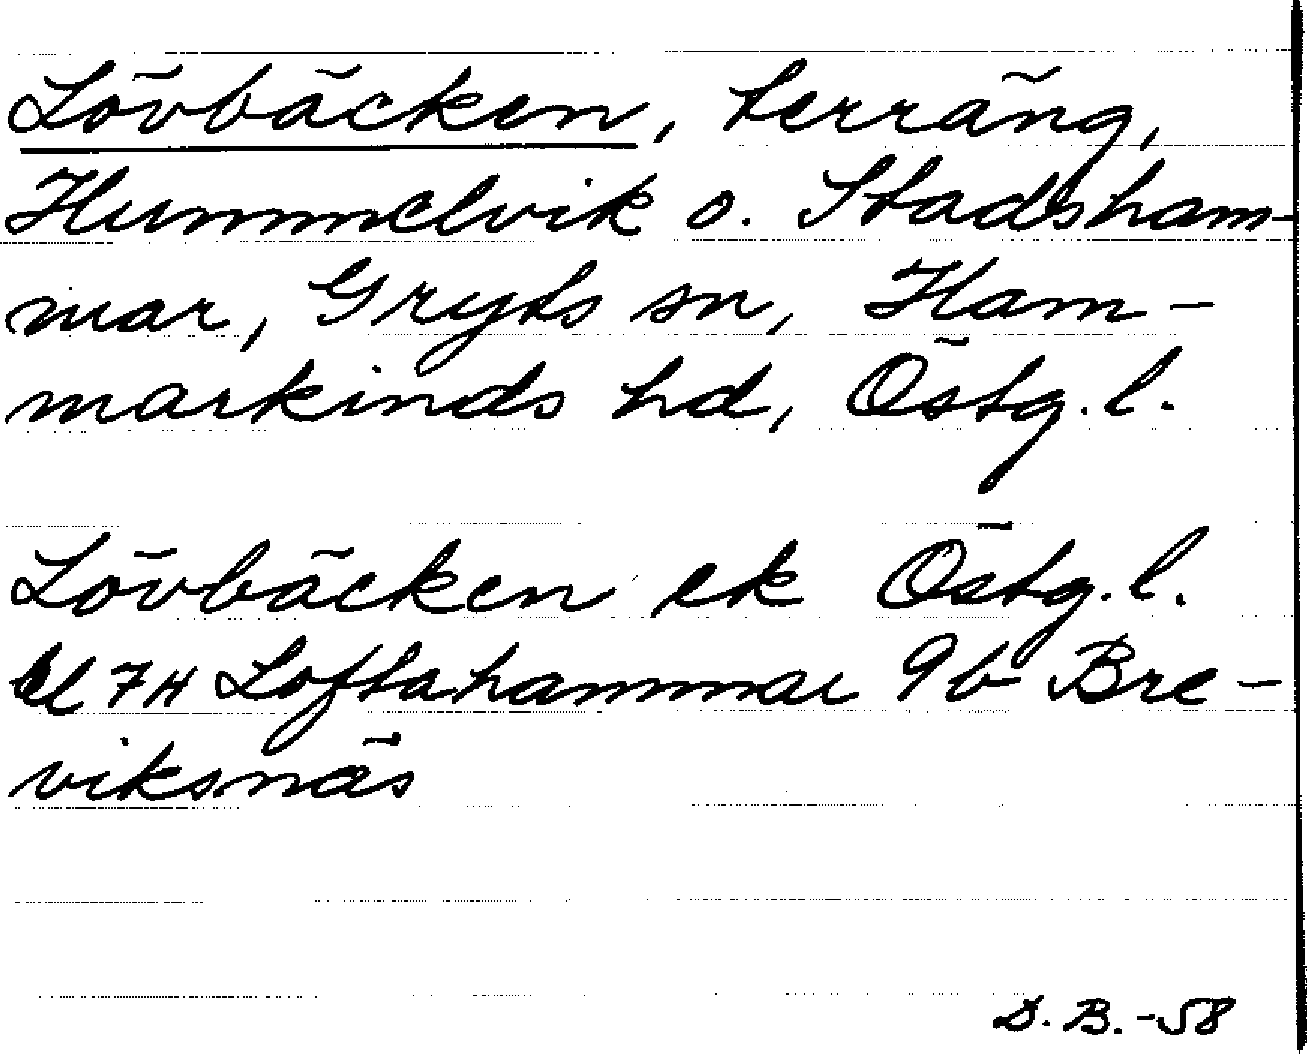 Lövbäcken, terräng,
Hummelvik o. Stadsham-
mar, Gryts sn, Ham-
markinds hd, Östg. l.
Lövbäcken ek Östg. l.
bl 7H Loftahammar 9b Bre-
viksnäs
D. B. -58